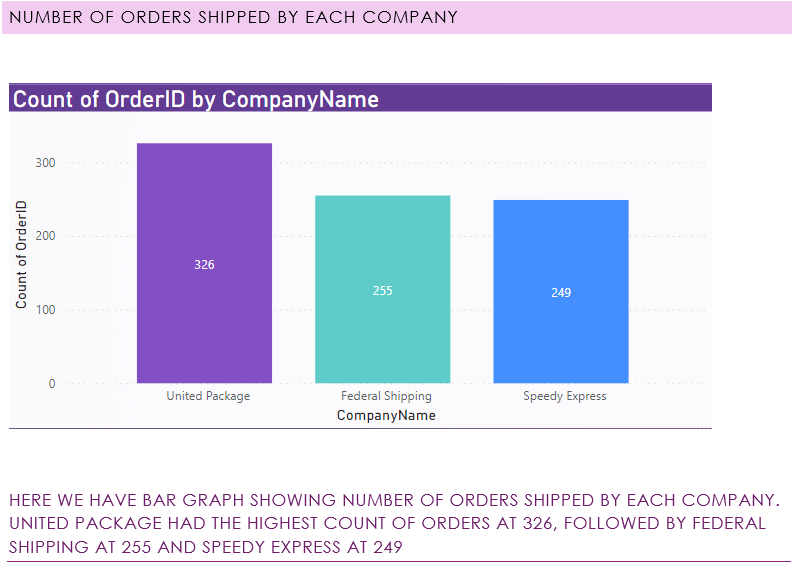 NUMBER OF ORDERS SHIPPED BY EACH COMPANY
Count of OrderID by CompanyName
Count of OrderID
300
200
100
0
326
255
249
United Package
Federal Shipping
Speedy Express
CompanyName
HERE WE HAVE BAR GRAPH SHOWING NUMBER OF ORDERS SHIPPED BY EACH COMPANY.
UNITED PACKAGE HAD THE HIGHEST COUNT OF ORDERS AT 326, FOLLOWED BY FEDERAL
SHIPPING AT 255 AND SPEEDY EXPRESS AT 249